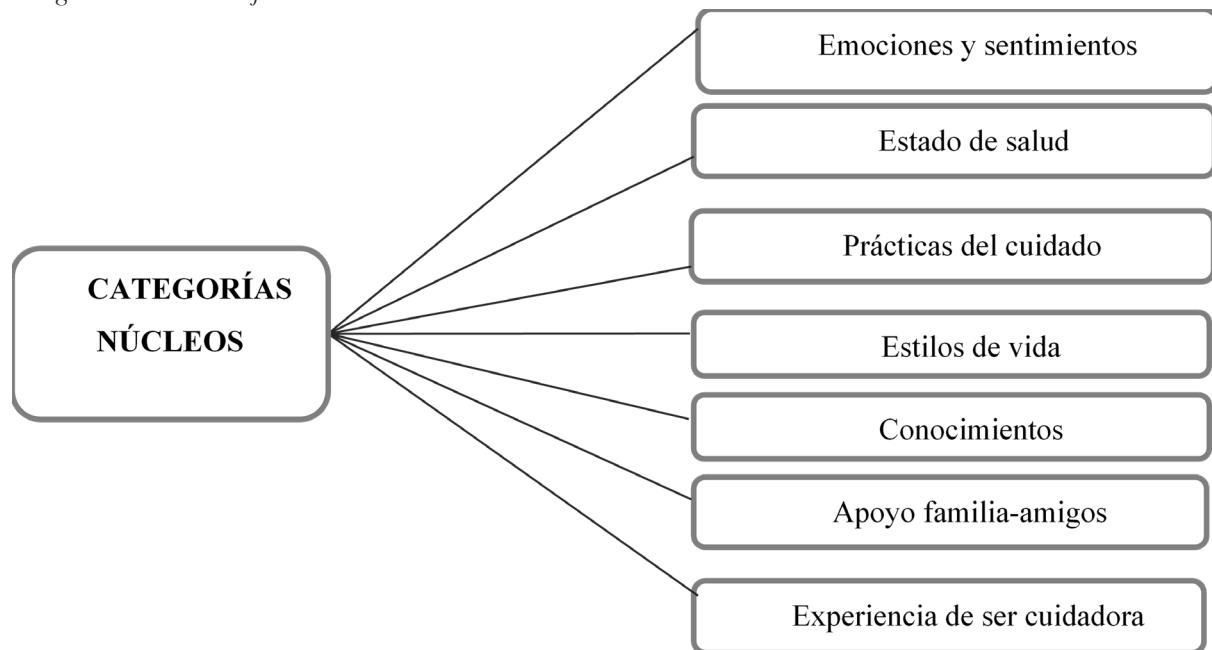 CATEGORÍAS
NÚCLEOS
Emociones y sentimientos
Estado de salud
Prácticas del cuidado
Estilos de vida
Conocimientos
Apoyo familia-amigos
Experiencia de ser cuidadora